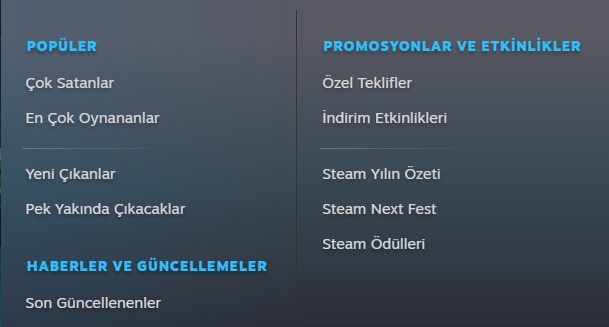 POPÜLER
Çok Satanlar
En Çok Oynananlar
Yeni Çıkanlar
Pek Yakında Çıkacaklar
HABERLER VE GÜNCELLEMELER
Son Güncellenenler
PROMOSYONLAR VE ETKİNLİKLER
Özel Teklifler
İndirim Etkinlikleri
Steam Yılın Özeti
Steam Next Fest
Steam Ödülleri